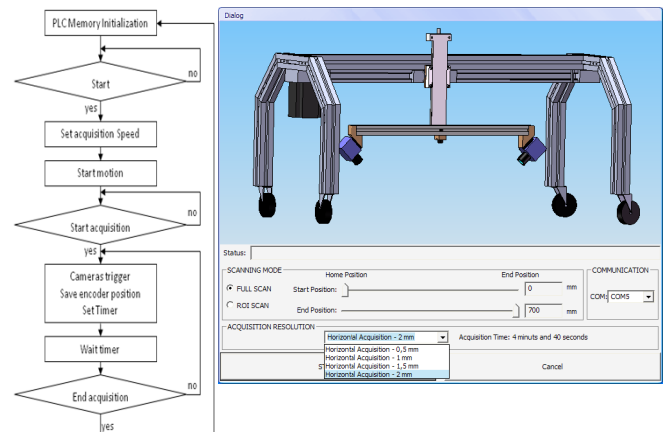 PLC Memory Initialization
Start
no
yes
Set acquisition Speed
Start motion
no
Start acquisition
yes
Cameras trigger
Save encoder position
Set Timer
Wait timer
no
End acquisition
yes
Dialog
Status:
SCANNING MODE
Home Position
End Position
FULL SCAN
Start Position:
0
mm
ROI SCAN
End Position:
700
mm
COMMUNICATION
COM: COM5
ACQUISITION RESOLUTION
Horizontal Acquisition - 2 mm
Acquisition Time: 4 minuts and 40 seconds
Horizontal Acquisition - 0,5 mm
Horizontal Acquisition - 1 mm
Horizontal Acquisition - 1,5 mm
Horizontal Acquisition - 2 mm
Cancel